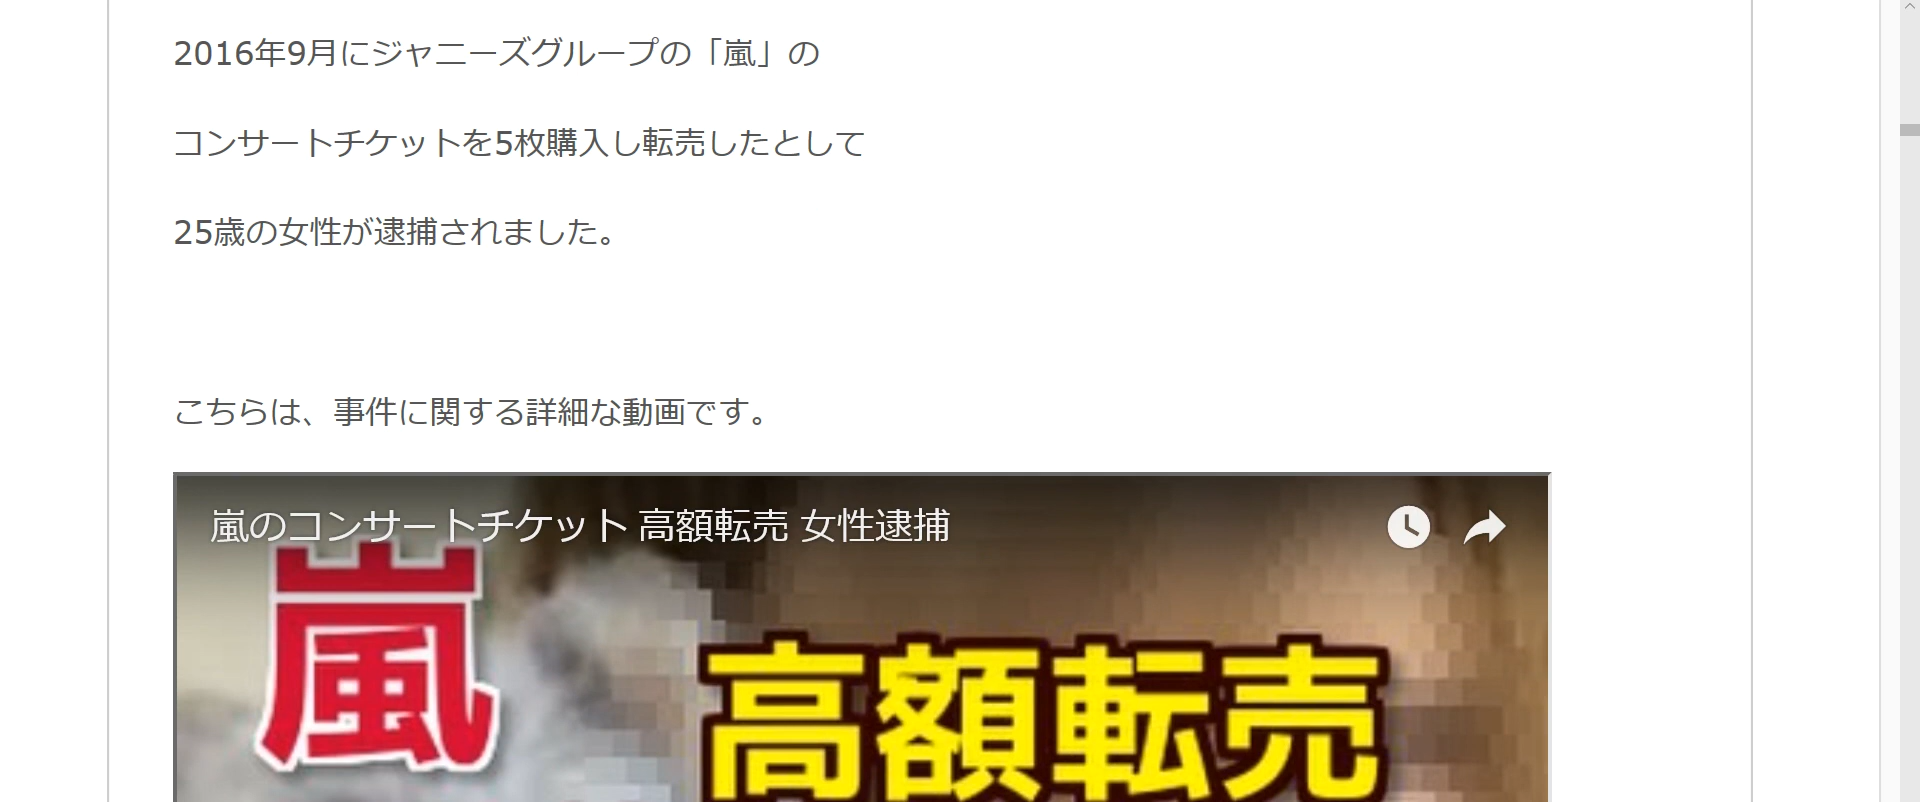 2016年9月にジャニーズグループの「嵐」の
コンサートチケットを5枚購入し転売したとして
25歳の女性が逮捕されました。
こちらは、事件に関する詳細な動画です。
嵐のコンサートチケット 高額転売 女性逮捕
嵐
高額転売